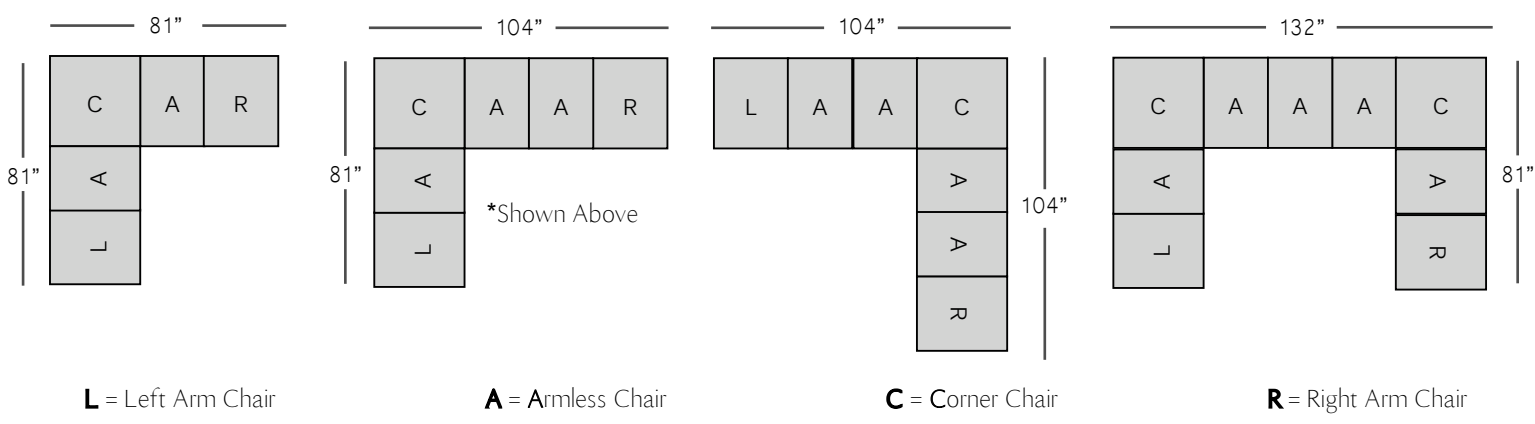 81” 104” 104” 132”
C A R C A A R L A A C C A A A C
81” A 81” A A A A 81”
*Shown Above 104”
L L A L R
R
L = Left Arm Chair A = Armless Chair C = Corner Chair R = Right Arm Chair